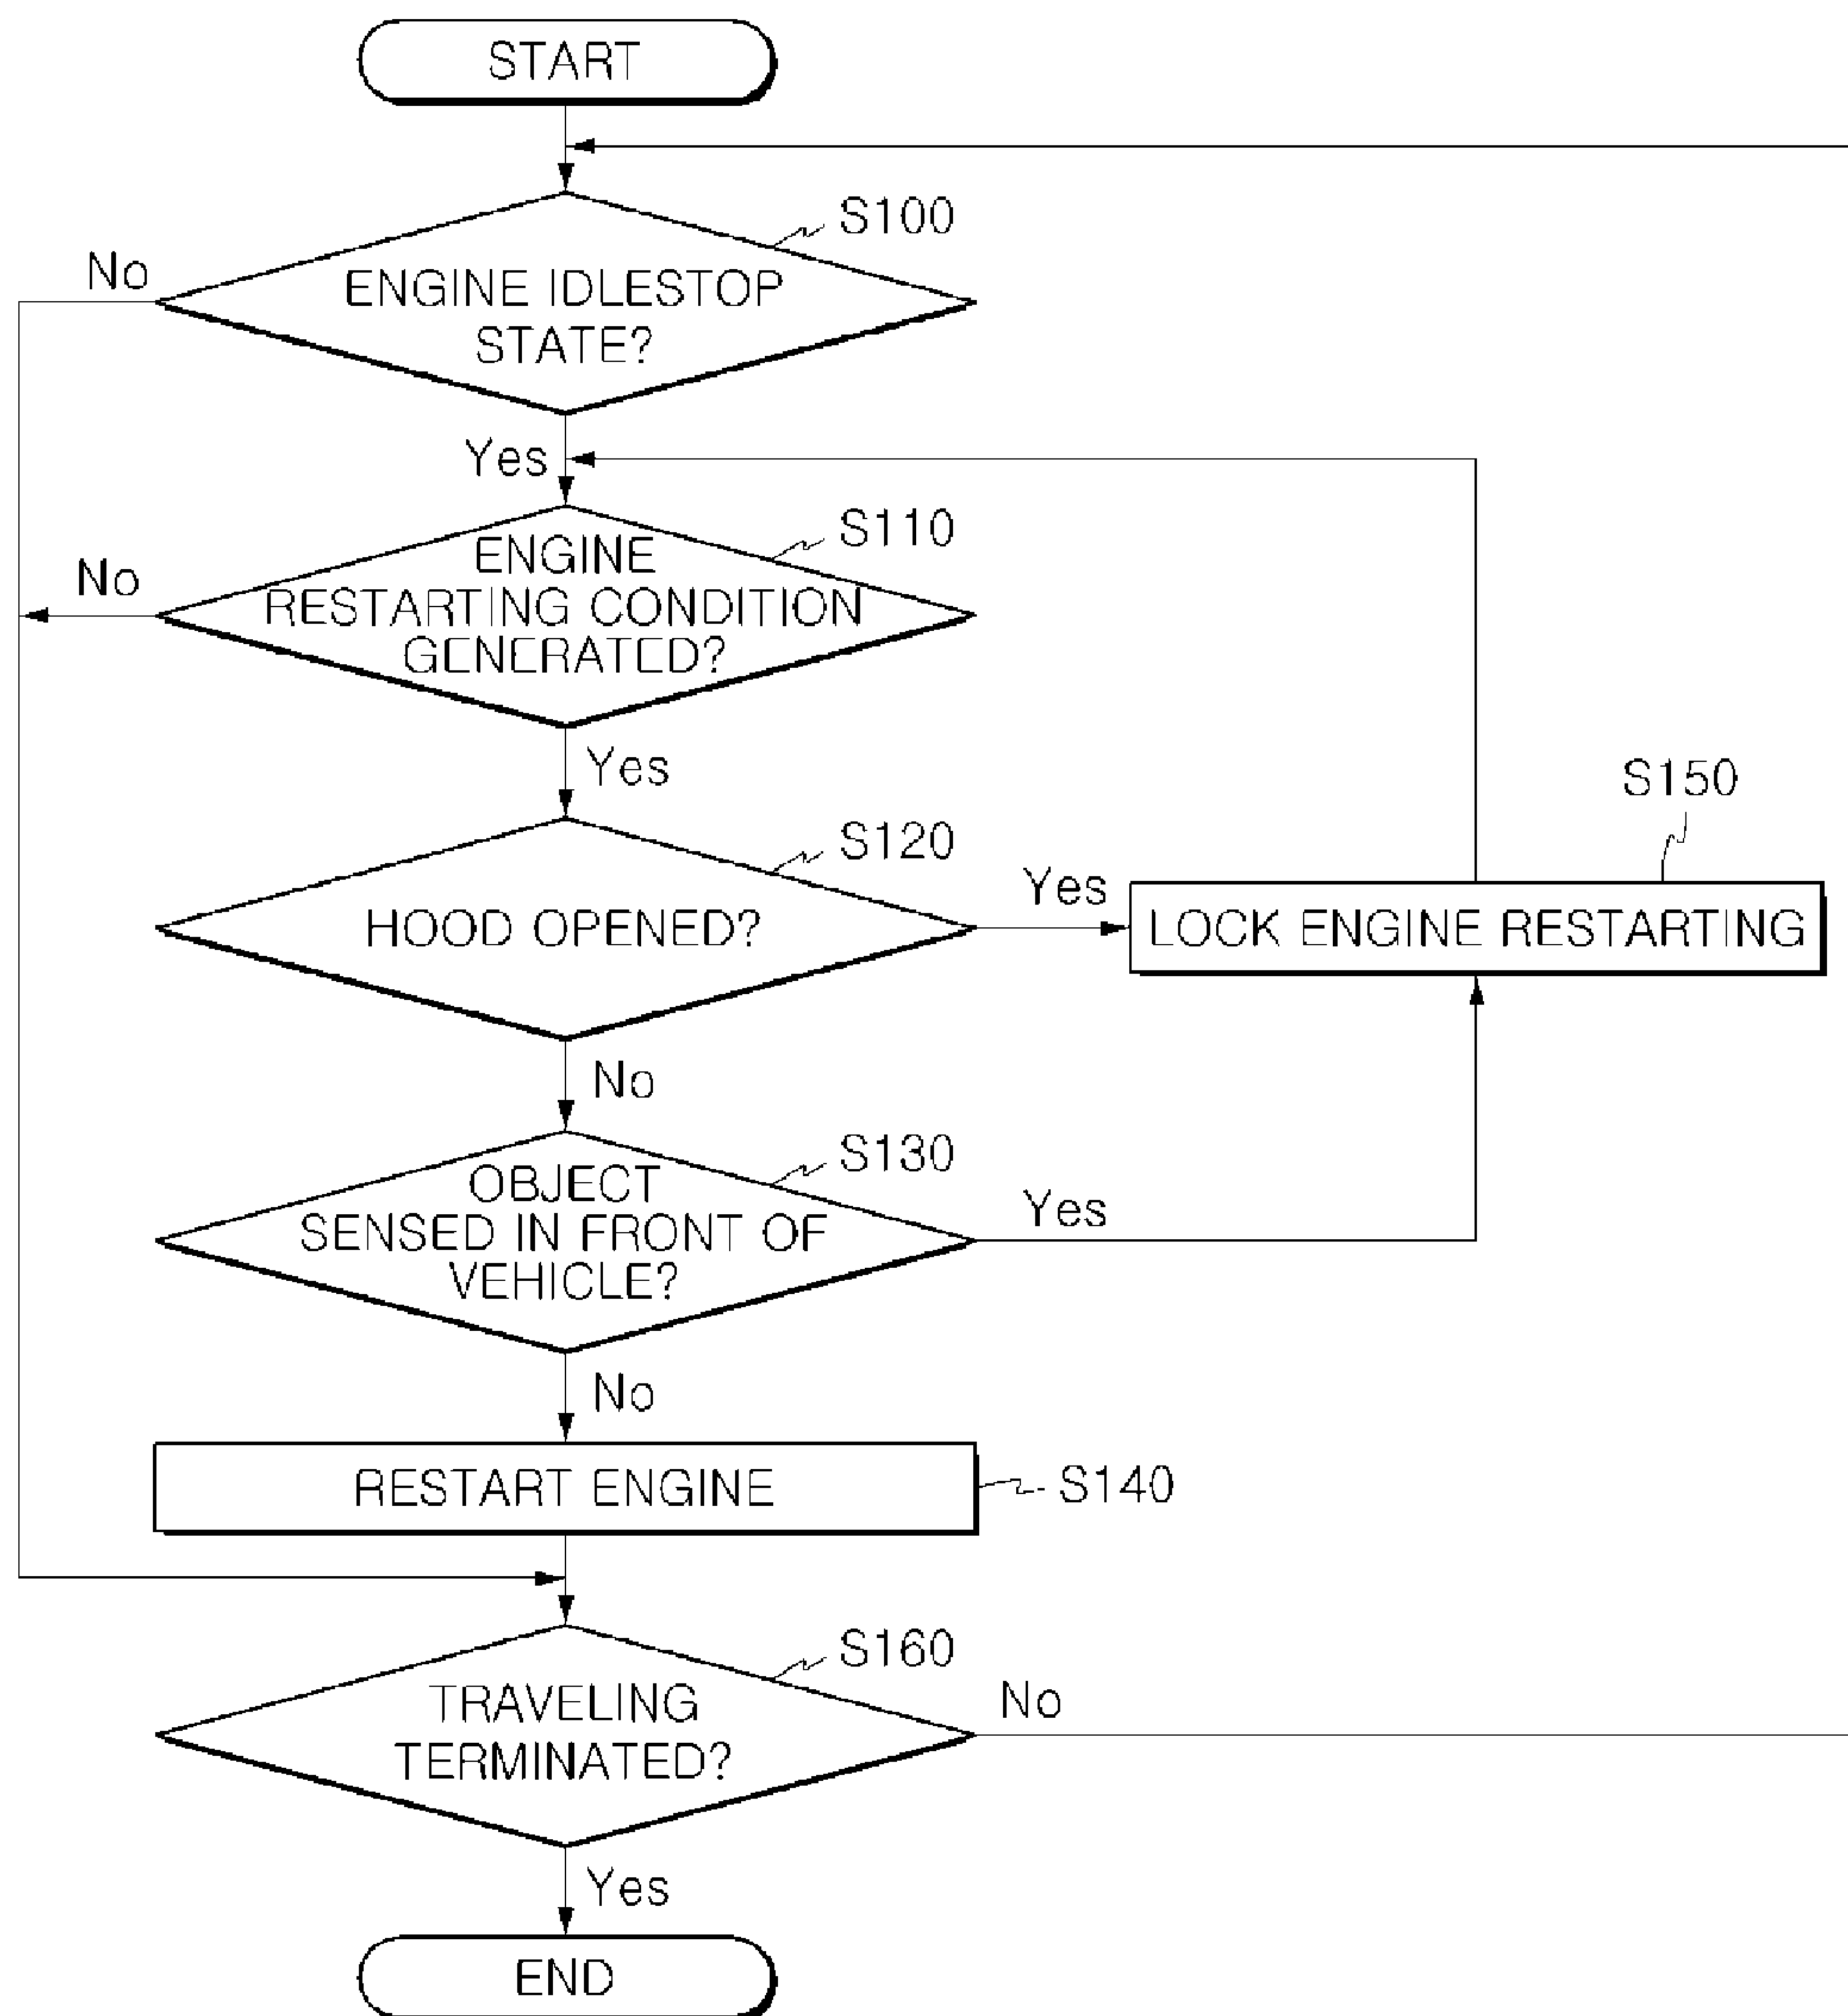 START
S100
No
ENGINE IDLESTOP
STATE?
Yes
S110
No
ENGINE
RESTARTING CONDITION
GENERATED?
Yes
S120
HOOD OPENED?
Yes
S150
LOCK ENGINE RESTARTING
No
S130
OBJECT
SENSED IN FRONT OF
VEHICLE?
Yes
No
RESTART ENGINE
S140
S160
TRAVELING
TERMINATED?
No
Yes
END